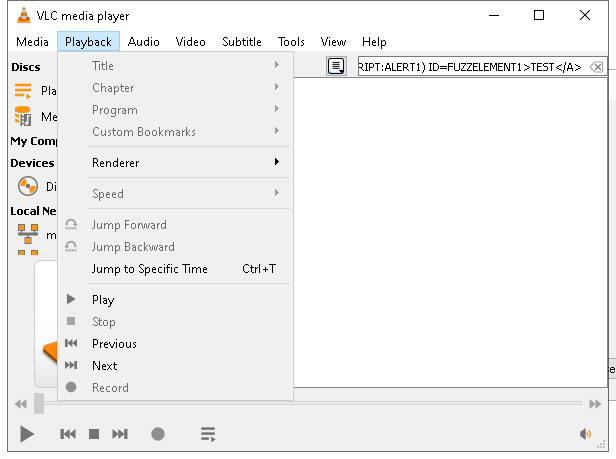 VLC media player
Media Playback Audio Video Subtitle Tools View Help
Discs
RIPT:ALERT1) ID=FUZZELEMENT1>TEST</A>
Title
Pla
Chapter
Me
Program
Custom Bookmarks
My Comp
Renderer
Devices
Di
Speed
Local Ne
Jump Forward
m
Jump Backward
Jump to Specific Time Ctrl+T
Play
Stop
Previous
Next
Record